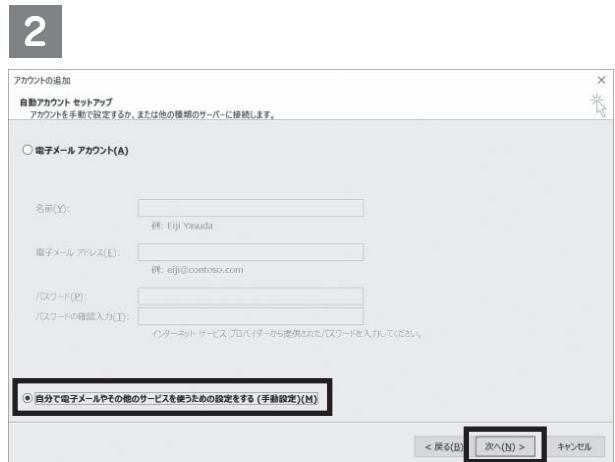 2
アカウントの追加
自動アカウント セットアップ
アカウントを手動で設定するか、または他の種類のサーバーに接続します。
電子メール アカウント(A)
名前(Y):
例: Eiji Yasuda
電子メール アドレス(E):
例: eiji@contoso.com
パスワード(P):
パスワードの確認入力(T):
インターネット サービス プロバイダーから提供されたパスワードを入力してください。
自分で電子メールやその他のサービスを使うための設定をする (手動設定)(M)
< 戻る(B) 次へ(N) > キャンセル